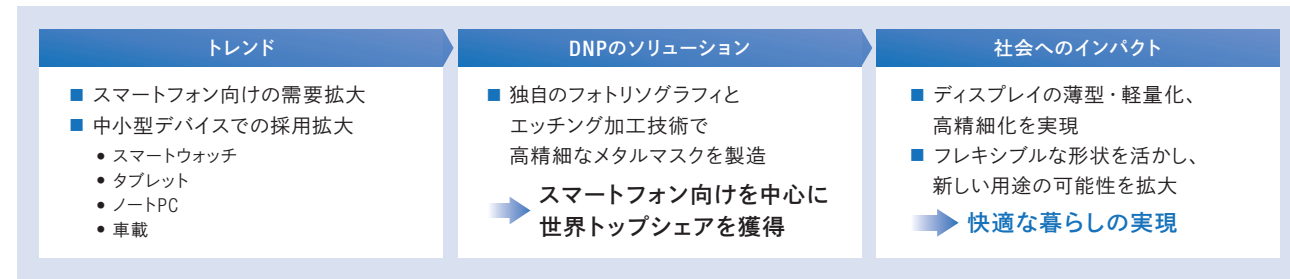 トレンド
■ スマートフォン向けの需要拡大
■ 中小型デバイスでの採用拡大
• スマートウォッチ
• タブレット
• ノートPC
• 車載
DNPのソリューション
■ 独自のフォトリソグラフィと
エッチング加工技術で
高精細なメタルマスクを製造
スマートフォン向けを中心に
世界トップシェアを獲得
社会へのインパクト
■ ディスプレイの薄型・軽量化、
高精細化を実現
■ フレキシブルな形状を活かし、
新しい用途の可能性を拡大
快適な暮らしの実現